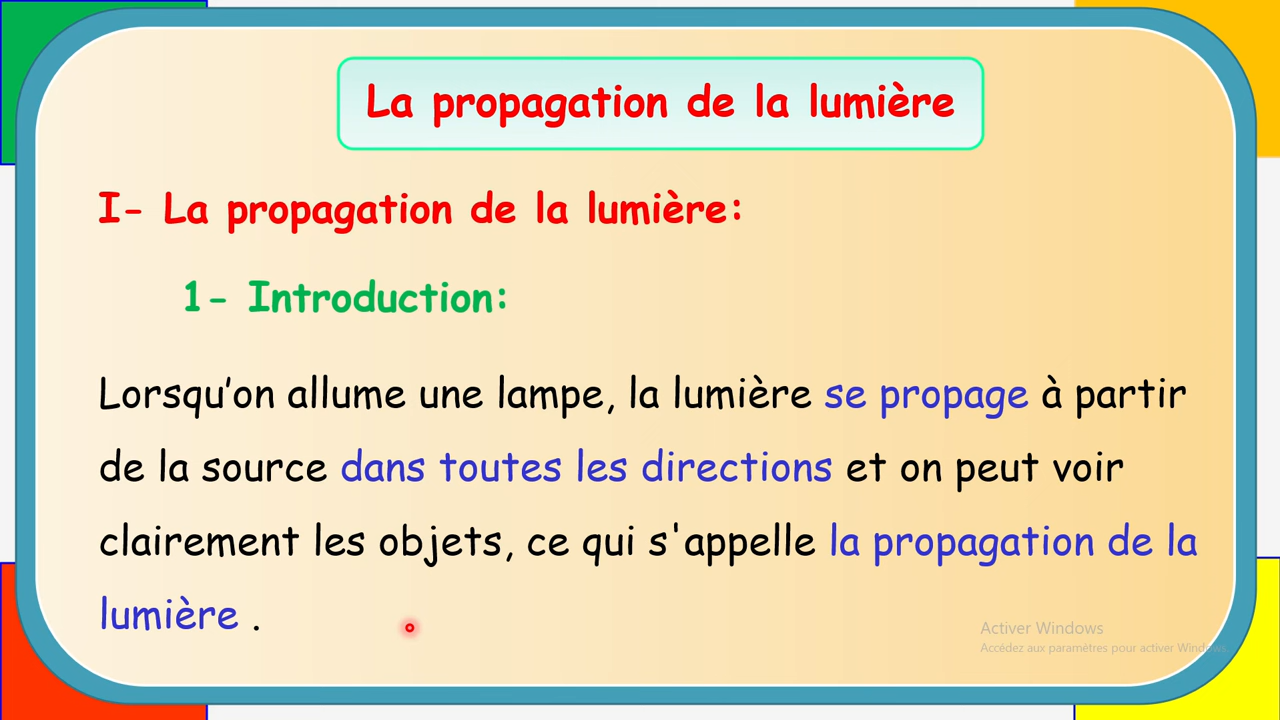 La propagation de la lumière
I- La propagation de la lumière:
1- Introduction:
Lorsqu’on allume une lampe, la lumière se propage à partir
de la source dans toutes les directions et on peut voir
clairement les objets, ce qui s'appelle la propagation de la
lumière .
Activer Windows
Accédez aux paramètres pour activer Windows.